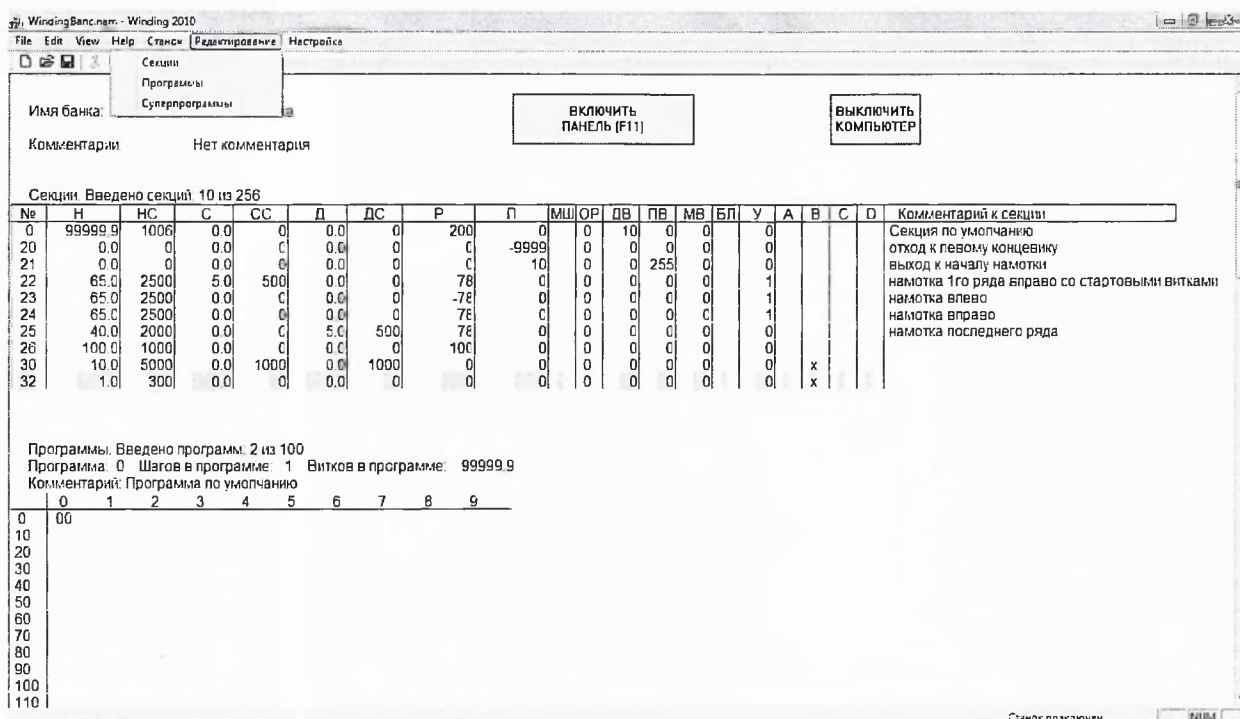 WindingBanc.nam - Winding 2010
File Edit View Help Станок Редактирование Настройка
Секции
Программы
Суперпрограммы
Имя банка:
ВКЛЮЧИТЬ ПАНЕЛЬ [F11]
ВЫКЛЮЧИТЬ КОМПЬЮТЕР
Комментарии Нет комментария
Секции. Введено секций: 10 из 256
№ Н НС С СС Д ДС Р П МШ ОР ДВ ПВ МВ БЛ У А В С D Комментарий к секции
0 99999.9 1006 0.0 0 0.0 0 200 0 0 10 0 0 0 Секция по умолчанию
20 0.0 0 0.0 0 0.0 0 0 -9999 0 0 0 0 0 отход к левому концевику
21 0.0 0 0.0 0 0.0 0 0 10 0 0 255 0 0 выход к началу намотки
22 65.0 2500 5.0 500 0.0 0 78 0 0 0 0 0 1 намотка 1го ряда вправо со стартовыми витками
23 65.0 2500 0.0 0 0.0 0 -78 0 0 0 0 0 1 намотка влево
24 65.0 2500 0.0 0 0.0 0 78 0 0 0 0 0 1 намотка вправо
25 40.0 2000 0.0 0 5.0 500 78 0 0 0 0 0 0 намотка последнего ряда
26 100.0 1000 0.0 0 0.0 0 100 0 0 0 0 0 0
30 10.0 5000 0.0 1000 0.0 1000 0 0 0 0 0 0 0 x
32 1.0 300 0.0 0 0.0 0 0 0 0 0 0 0 0 x
Программы. Введено программ: 2 из 100
Программа: 0 Шагов в программе: 1 Витков в программе: 99999.9
Комментарий: Программа по умолчанию
0 1 2 3 4 5 6 7 8 9
0 00
10
20
30
40
50
60
70
80
90
100
110
Станок подключен NUM